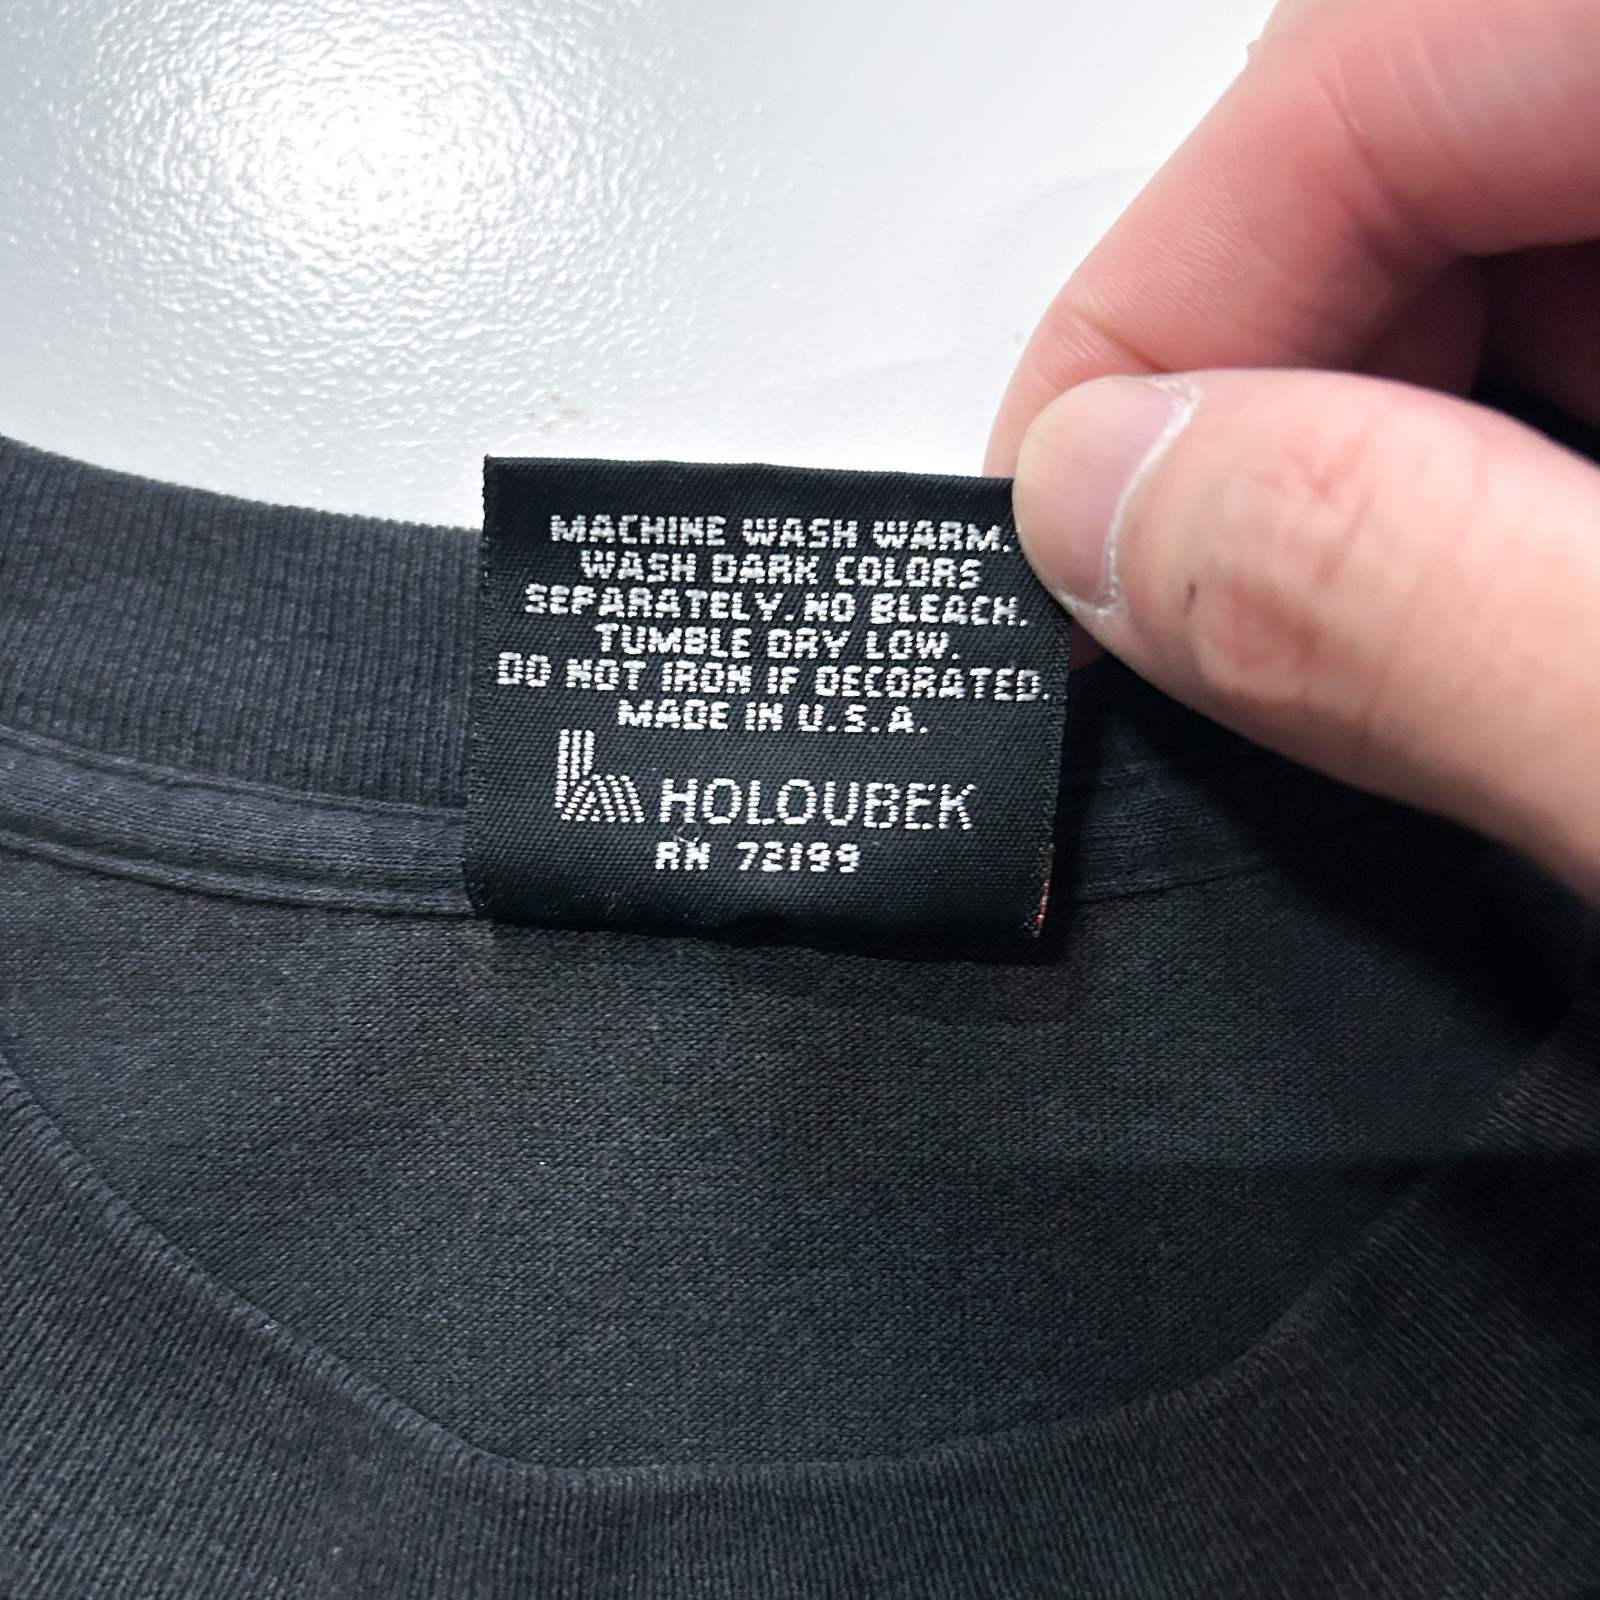 MACHINE WASH WARM.
WASH DARK COLORS
SEPARATELY. NO BLEACH.
TUMBLE DRY LOW.
DO NOT IRON IF DECORATED.
MADE IN U.S.A.
HOLOUBEK
RN 72199